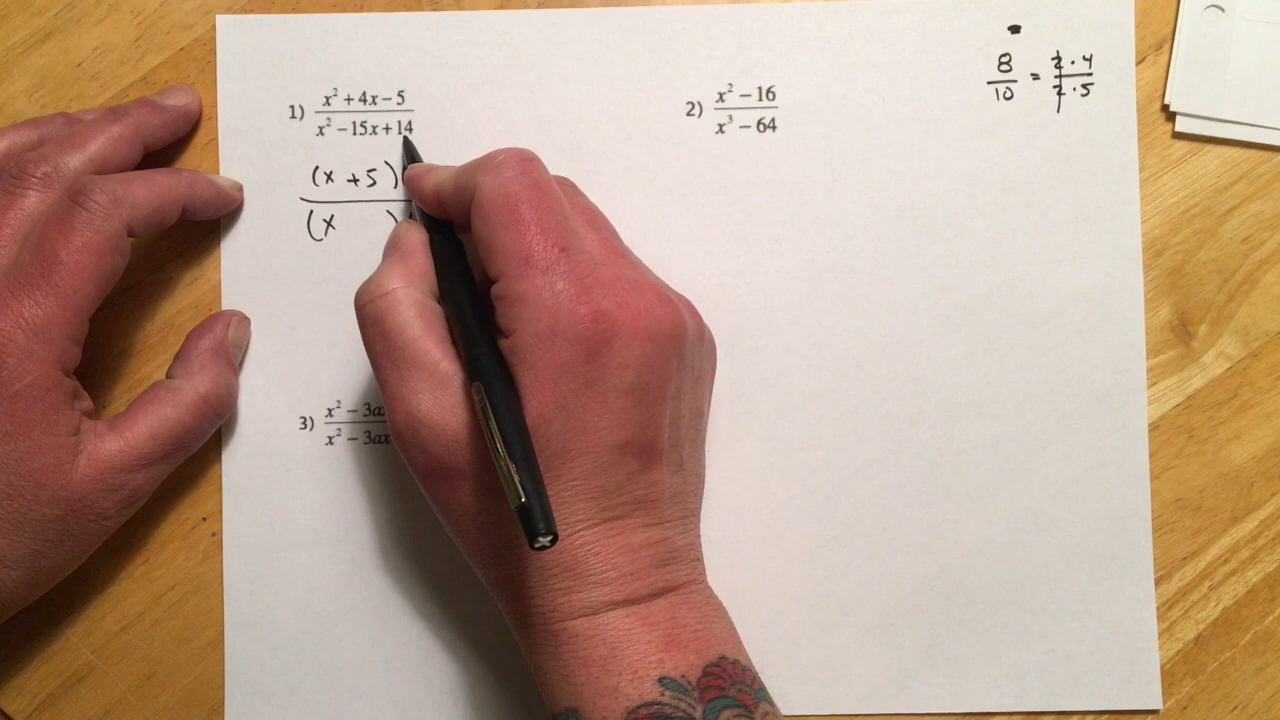 1) (x² + 4x − 5)/(x² − 15x + 14)
(x + 5)
(x )
2) (x² − 16)/(x³ − 64)
8/10 = (2 · 4)/(2 · 5)
3) x² − 3a
x² − 3ax